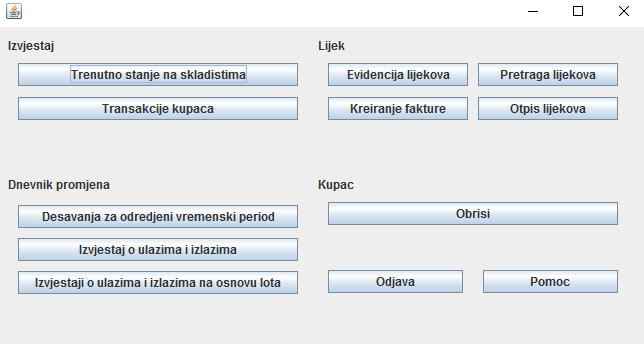 Izvjestaj
Trenutno stanje na skladistima
Transakcije kupaca
Lijek
Evidencija lijekova
Pretraga lijekova
Kreiranje fakture
Otpis lijekova
Dnevnik promjena
Desavanja za odredjeni vremenski period
Izvjestaj o ulazima i izlazima
Izvjestaji o ulazima i izlazima na osnovu lota
Kupac
Obrisi
Odjava
Pomoc